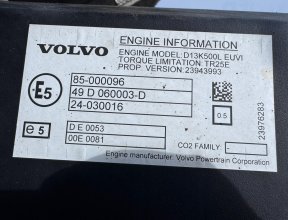 VOLVO
ENGINE INFORMATION
ENGINE MODEL: D13K500L EUVI
TORQUE LIMITATION TR25E
PROP. VERSION: 23943993
E5
85-000096
49 D 060003-D
24-030016
0.5
23976283
e 5
D E 0053
00E 0081
CO2 FAMILY: -
Engine manufacturer Volvo Powertrain Corporation